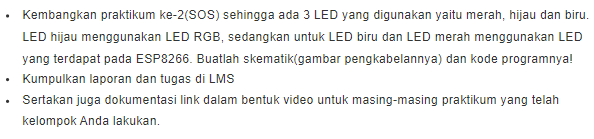 • Kembangkan praktikum ke-2(SOS) sehingga ada 3 LED yang digunakan yaitu merah, hijau dan biru.
LED hijau menggunakan LED RGB, sedangkan untuk LED biru dan LED merah menggunakan LED
yang terdapat pada ESP8266. Buatlah skematik(gambar pengkabelannya) dan kode programnya!
• Kumpulkan laporan dan tugas di LMS
• Sertakan juga dokumentasi link dalam bentuk video untuk masing-masing praktikum yang telah
kelompok Anda lakukan.